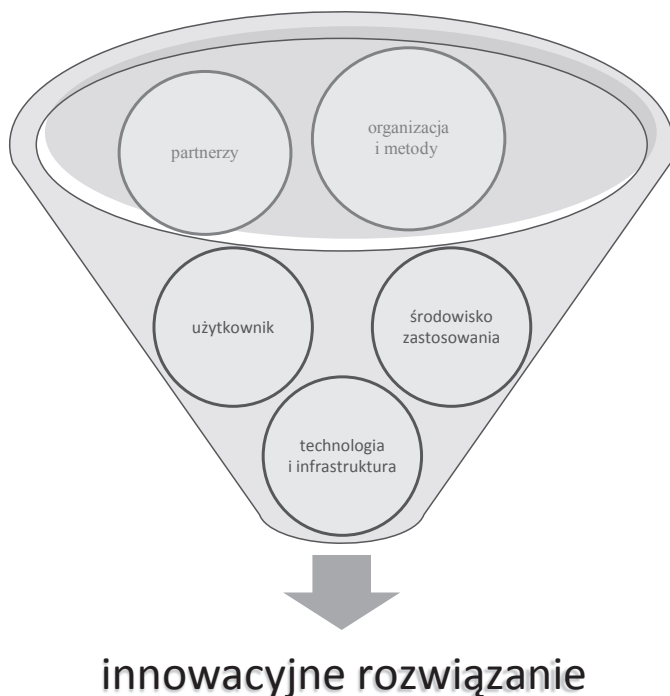 partnerzy
organizacja
i metody
użytkownik
środowisko
zastosowania
technologia
i infrastruktura
innowacyjne rozwiązanie